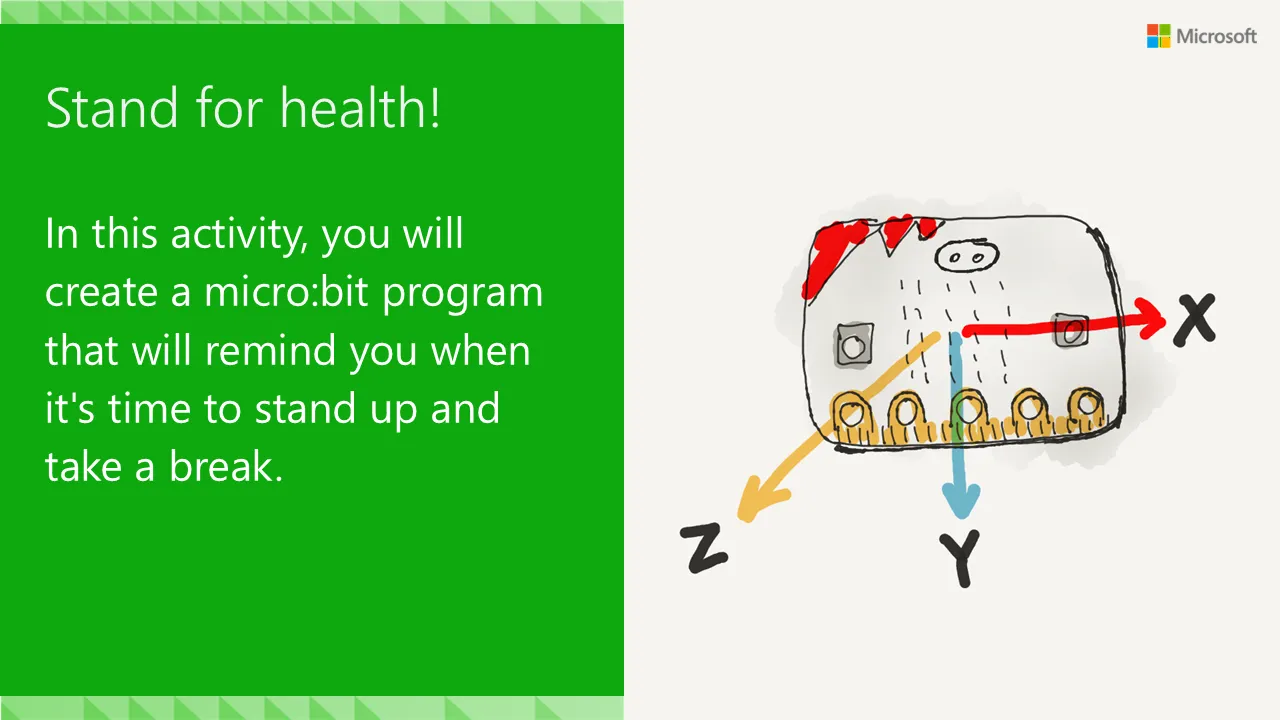 Microsoft
Stand for health!
In this activity, you will
create a micro:bit program
that will remind you when
it's time to stand up and
take a break.
X
Z
Y